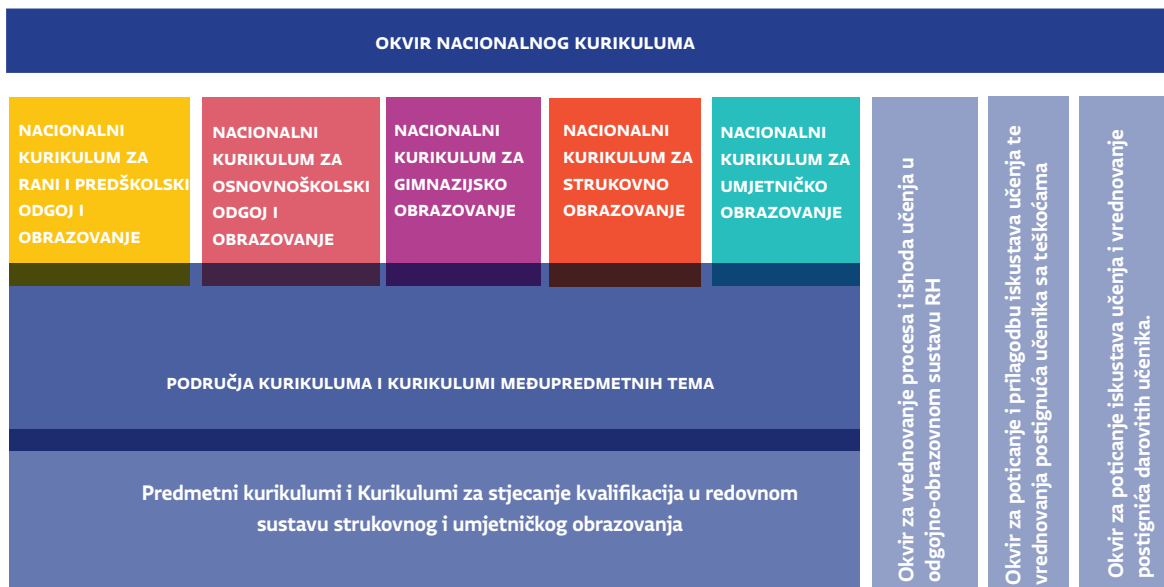 OKVIR NACIONALNOG KURIKULUMA
NACIONALNI
KURIKULUM ZA
RANI I PREDŠKOLSKI
ODGOJ I
OBRAZOVANJE
NACIONALNI
KURIKULUM ZA
OSNOVNOŠKOLSKI
ODGOJ I
OBRAZOVANJE
NACIONALNI
KURIKULUM ZA
GIMNAZIJSKO
OBRAZOVANJE
NACIONALNI
KURIKULUM ZA
STRUKOVNO
OBRAZOVANJE
NACIONALNI
KURIKULUM ZA
UMJETNIČKO
OBRAZOVANJE
PODRUČJA KURIKULUMA I KURIKULUMI MEĐUPREDMETNIH TEMA
Predmetni kurikulumi i Kurikulumi za stjecanje kvalifikacija u redovnom
sustavu strukovnog i umjetničkog obrazovanja
Okvir za vrednovanje procesa i ishoda učenja u
odgojno-obrazovnom sustavu RH
Okvir za poticanje i prilagodbu iskustava učenja te
vrednovanja postignuća učenika sa teškoćama
Okvir za poticanje iskustava učenja i vrednovanje
postignića darovitih učenika.